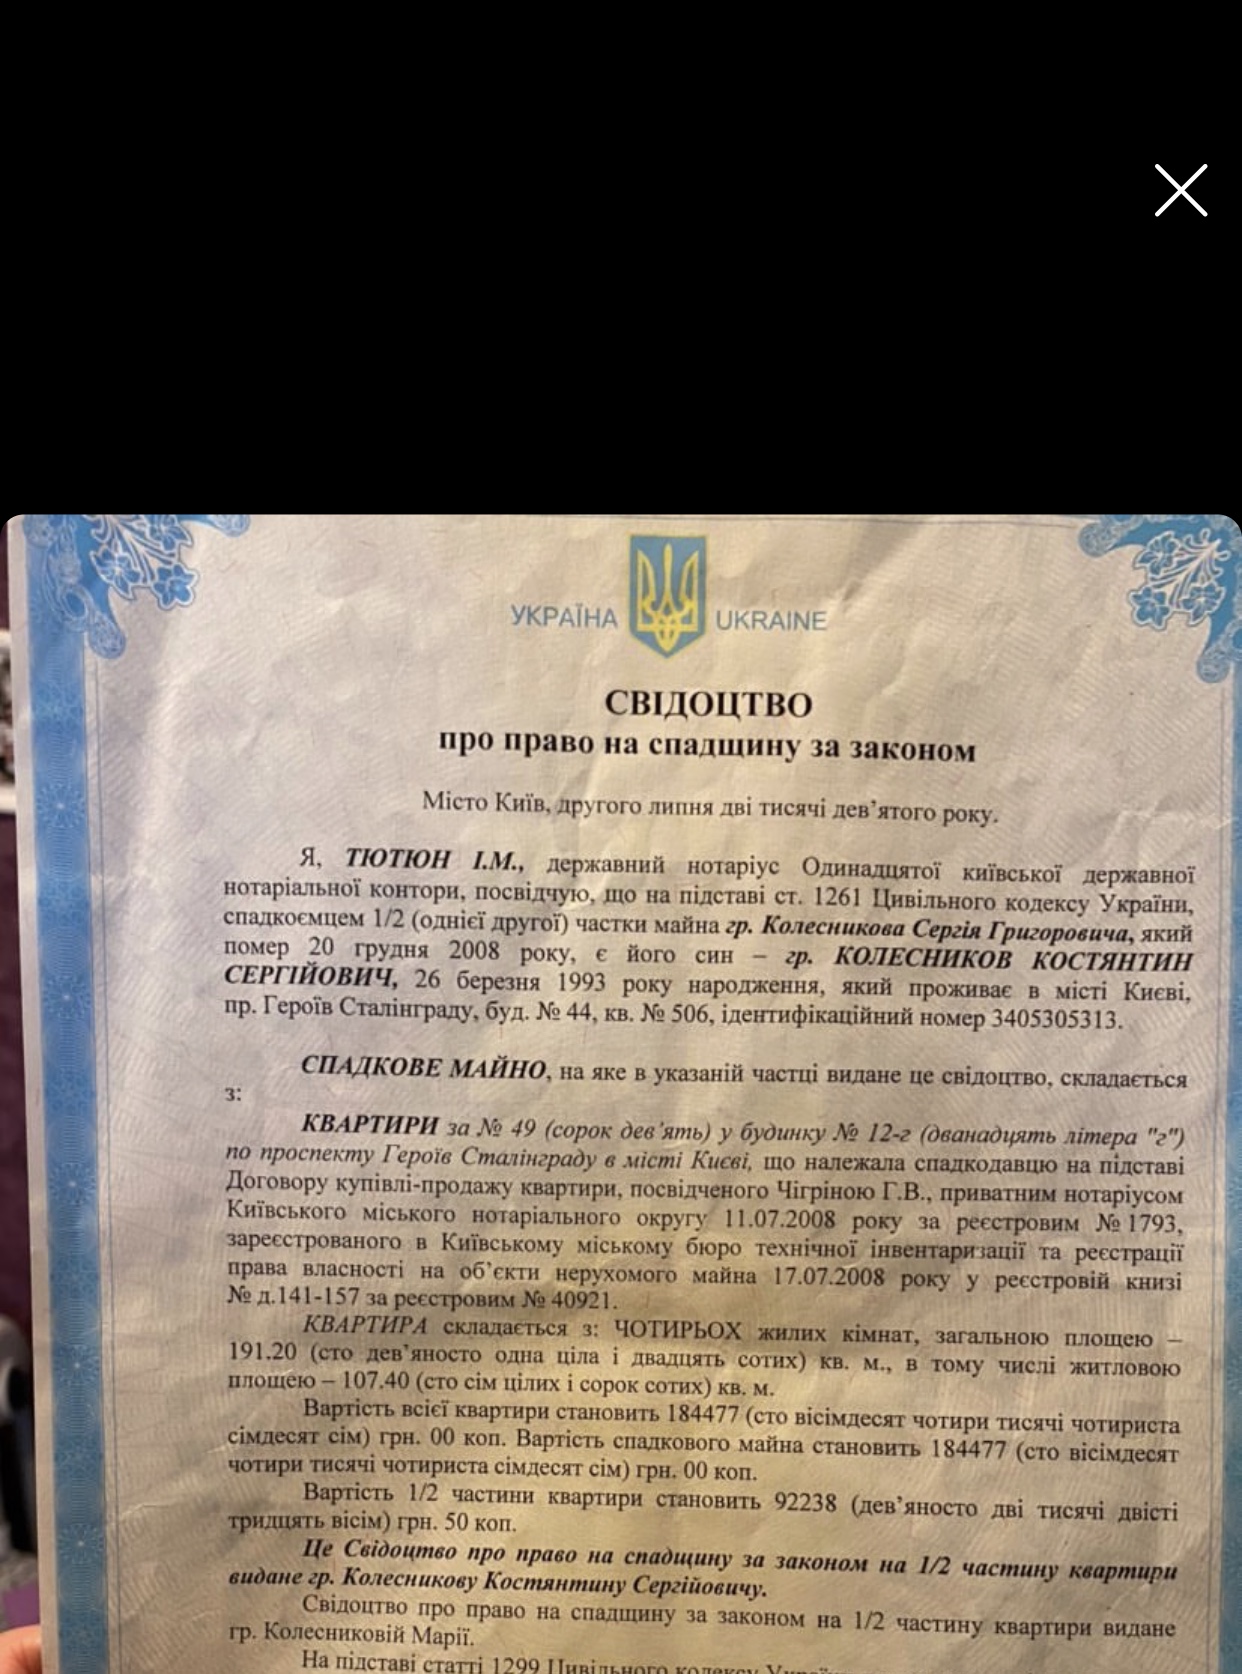 УКРАЇНА UKRAINE
СВІДОЦТВО
про право на спадщину за законом
Місто Київ, другого липня дві тисячі дев’ятого року.
Я, ТЮТЮН І.М., державний нотаріус Одинадцятої київської державної
нотаріальної контори, посвідчую, що на підставі ст. 1261 Цивільного кодексу України,
спадкоємцем 1/2 (однієї другої) частки майна гр. Колесникова Сергія Григоровича, який
помер 20 грудня 2008 року, є його син – гр. КОЛЕСНИКОВ КОСТЯНТИН
СЕРГІЙОВИЧ, 26 березня 1993 року народження, який проживає в місті Києві,
пр. Героїв Сталінграду, буд. № 44, кв. № 506, ідентифікаційний номер 3405305313.
СПАДКОВЕ МАЙНО, на яке в указаній частці видане це свідоцтво, складається
з:
КВАРТИРИ за № 49 (сорок дев’ять) у будинку № 12-г (дванадцять літера "г")
по проспекту Героїв Сталінграду в місті Києві, що належала спадкодавцю на підставі
Договору купівлі-продажу квартири, посвідченого Чігріною Г.В., приватним нотаріусом
Київського міського нотаріального округу 11.07.2008 року за реєстровим № 1793,
зареєстрованого в Київському міському бюро технічної інвентаризації та реєстрації
права власності на об’єкти нерухомого майна 17.07.2008 року у реєстровій книзі
№ д.141-157 за реєстровим № 40921.
КВАРТИРА складається з: ЧОТИРЬОХ жилих кімнат, загальною площею –
191.20 (сто дев’яносто одна ціла і двадцять сотих) кв. м., в тому числі житловою
площею – 107.40 (сто сім цілих і сорок сотих) кв. м.
Вартість всієї квартири становить 184477 (сто вісімдесят чотири тисячі чотириста
сімдесят сім) грн. 00 коп. Вартість спадкового майна становить 184477 (сто вісімдесят
чотири тисячі чотириста сімдесят сім) грн. 00 коп.
Вартість 1/2 частини квартири становить 92238 (дев’яносто дві тисячі двісті
тридцять вісім) грн. 50 коп.
Це Свідоцтво про право на спадщину за законом на 1/2 частину квартири
видане гр. Колесникову Костянтину Сергійовичу.
Свідоцтво про право на спадщину за законом на 1/2 частину квартири видане
гр. Колесниковій Марії.
На підставі статті 1299 Цивільного кодексу